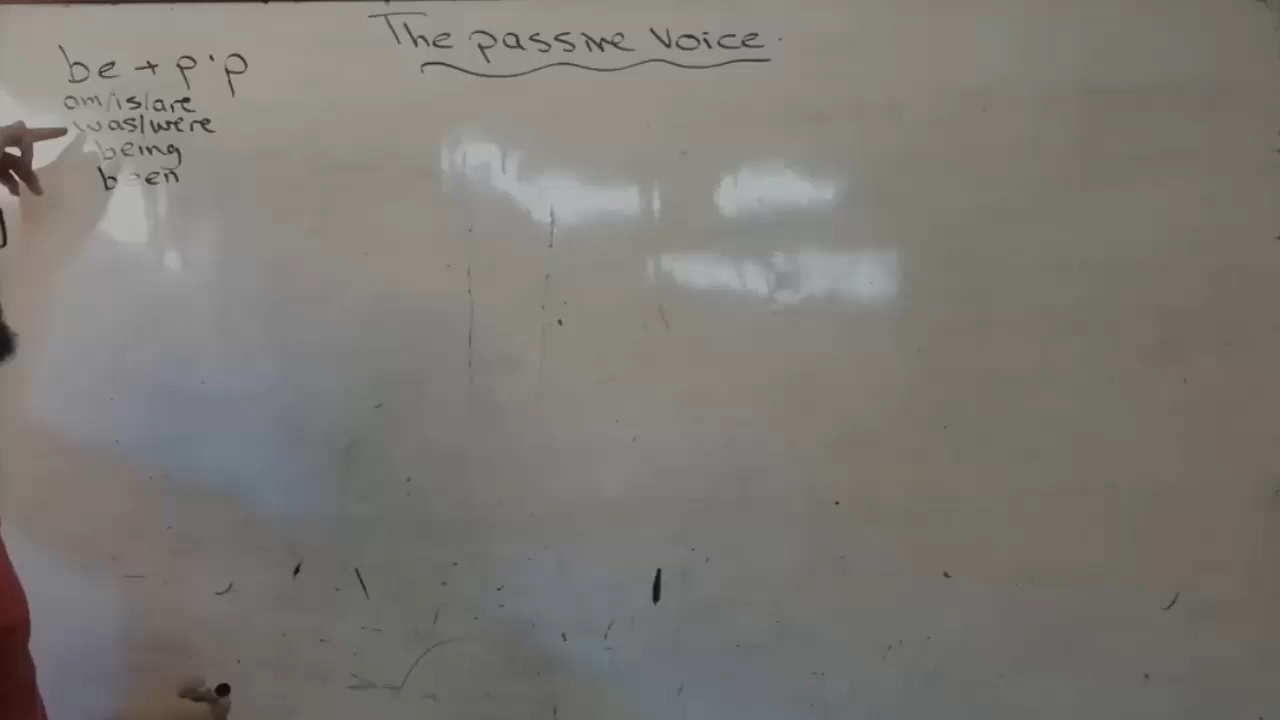 The passive Voice.
be + p.p
am/is/are
was/were
being
been